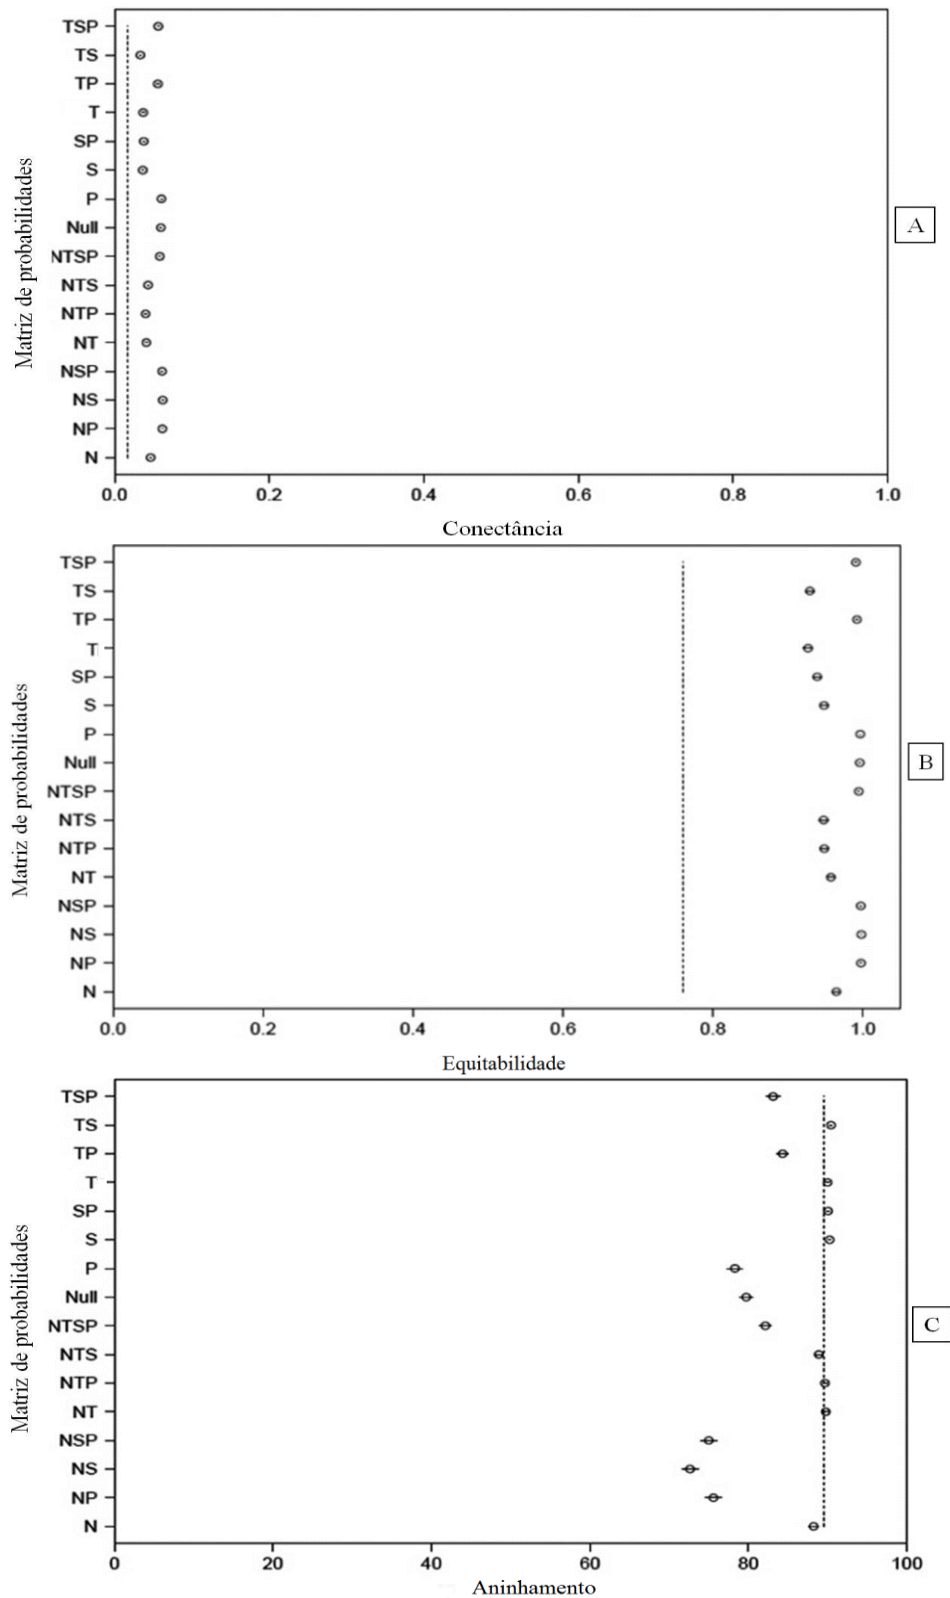 TSP
TS
TP
T
SP
S
P
Null
NTSP
NTS
NTP
NT
NSP
NS
NP
N
Matriz de probabilidades
0.0 0.2 0.4 0.6 0.8 1.0
Conectância
A
TSP
TS
TP
T
SP
S
P
Null
NTSP
NTS
NTP
NT
NSP
NS
NP
N
Matriz de probabilidades
0.0 0.2 0.4 0.6 0.8 1.0
Equitabilidade
B
TSP
TS
TP
T
SP
S
P
Null
NTSP
NTS
NTP
NT
NSP
NS
NP
N
Matriz de probabilidades
0 20 40 60 80 100
Aninhamento
C